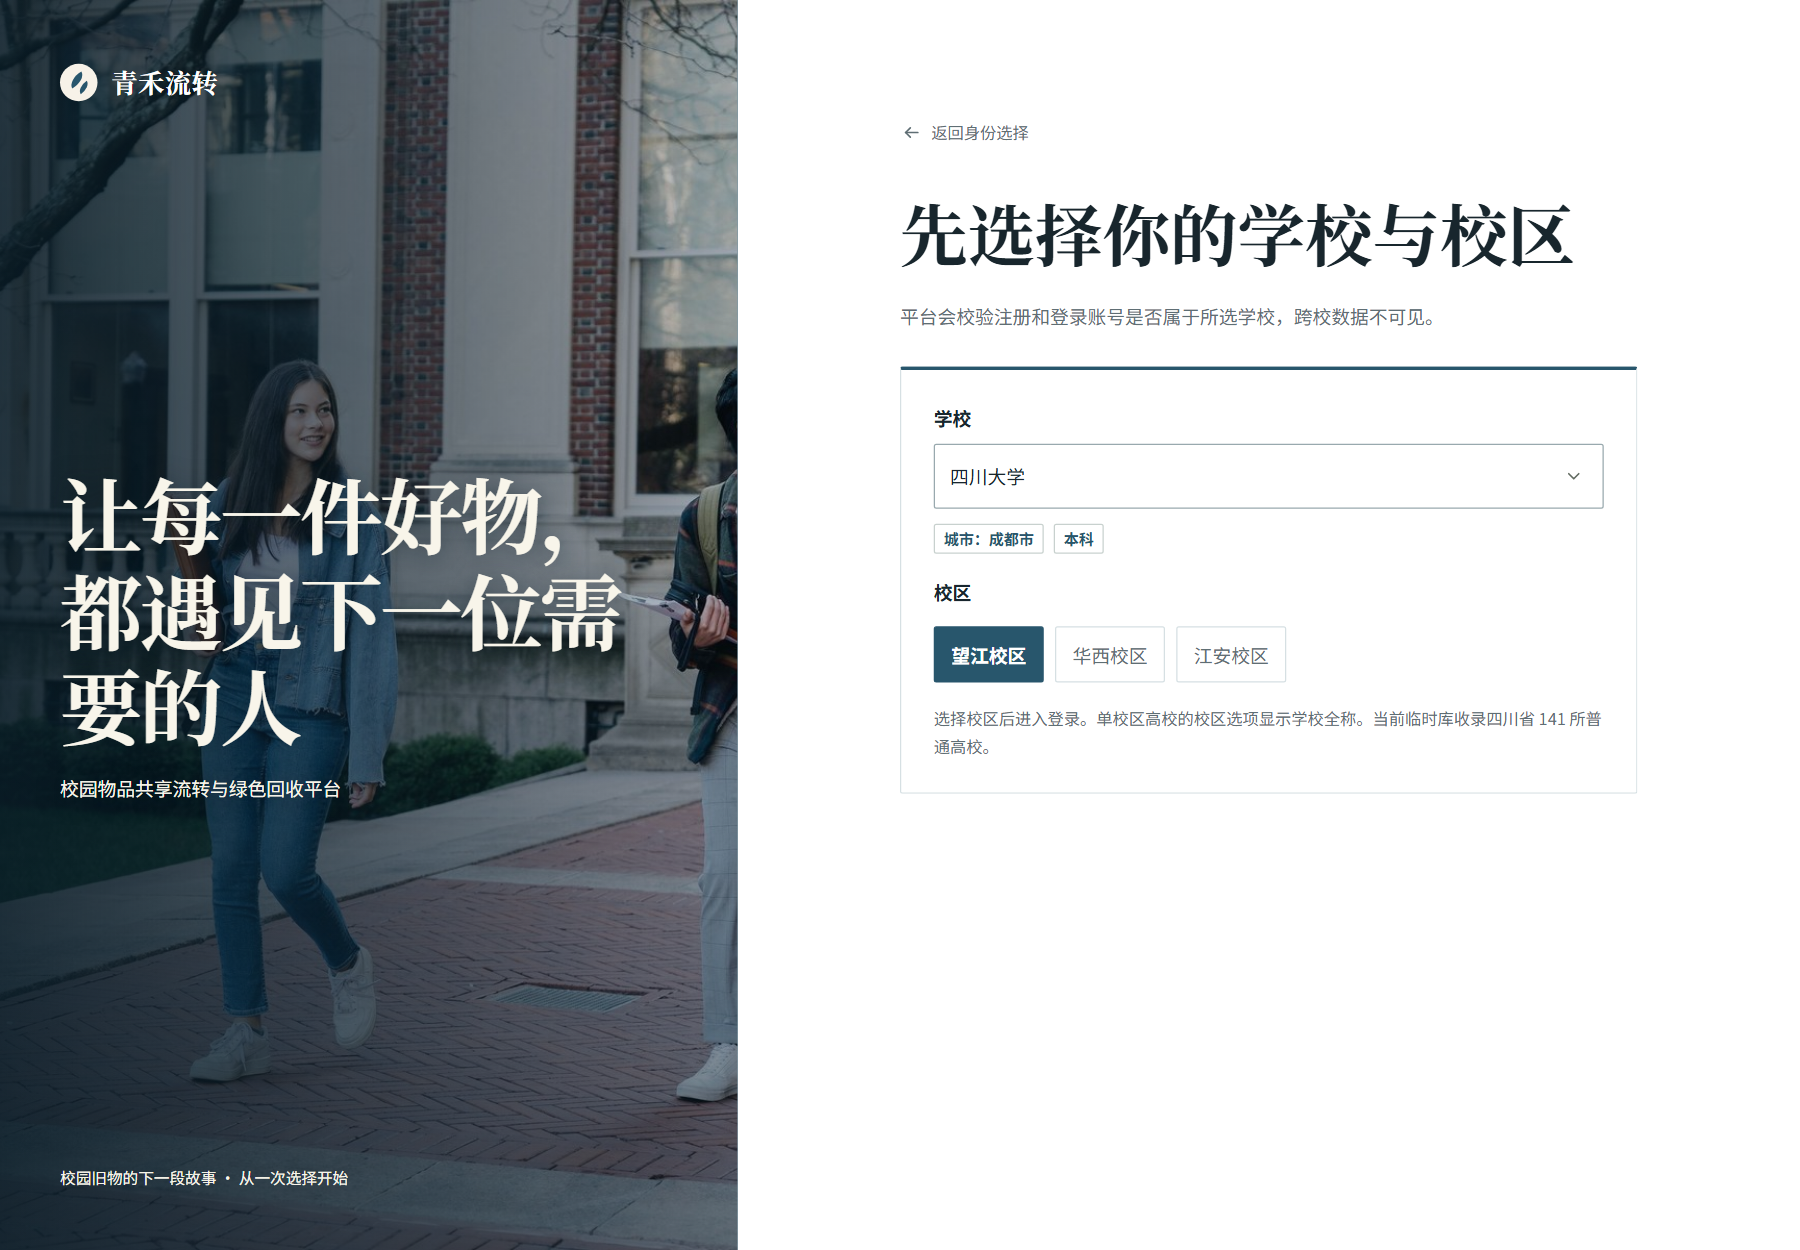 青禾流转
让每一件好物，
都遇见下一位需
要的人
校园物品共享流转与绿色回收平台
校园旧物的下一段故事 · 从一次选择开始
返回身份选择
先选择你的学校与校区
平台会校验注册和登录账号是否属于所选学校，跨校数据不可见。
学校
四川大学
城市：成都市
本科
校区
望江校区
华西校区
江安校区
选择校区后进入登录。单校区高校的校区选项显示学校全称。当前临时库收录四川省 141 所普
通高校。